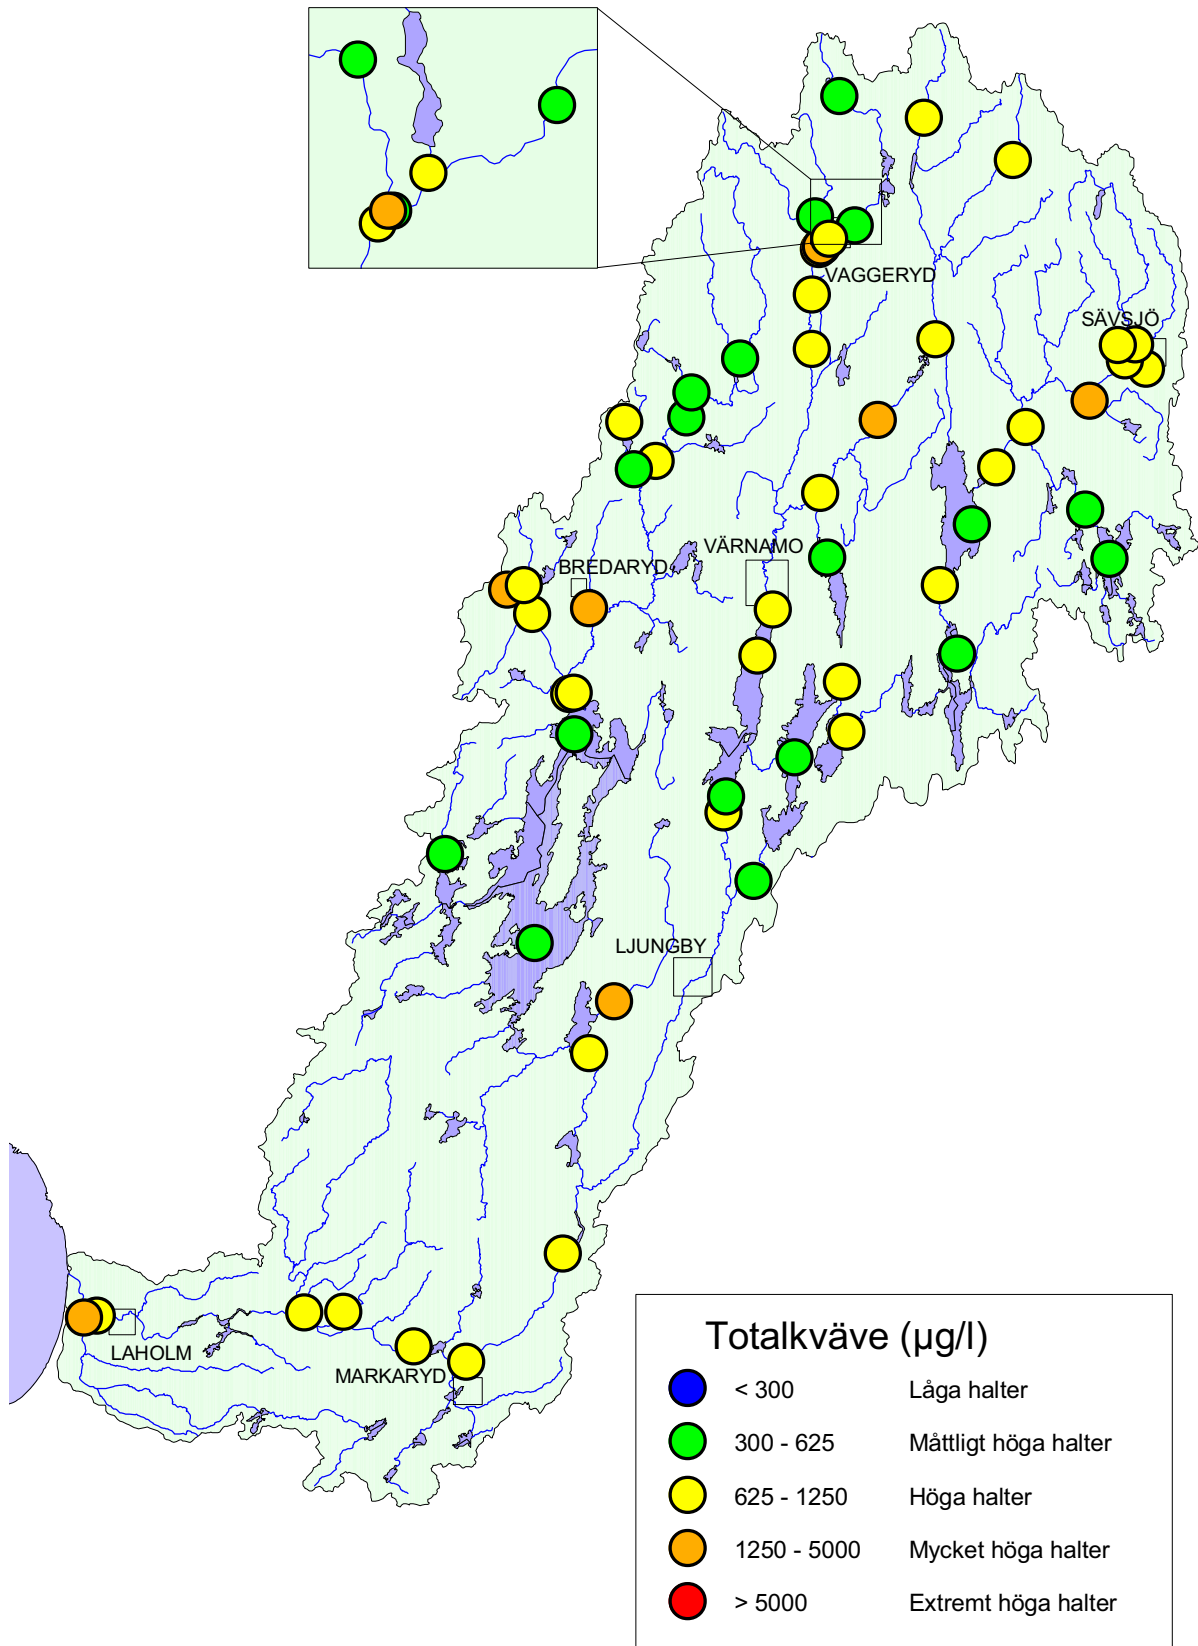 VAGGERYD
SÄVSJÖ
VÄRNAMO
BREDARYD
LJUNGBY
LAHOLM
MARKARYD
Totalkväve (µg/l)
< 300 Låga halter
300 - 625 Måttligt höga halter
625 - 1250 Höga halter
1250 - 5000 Mycket höga halter
> 5000 Extremt höga halter